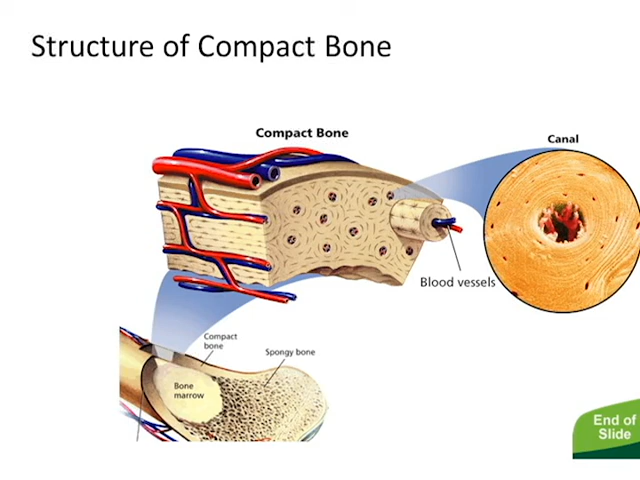 Structure of Compact Bone
Compact Bone
Canal
Blood vessels
Compact
bone
Spongy bone
Bone
marrow
End of
Slide